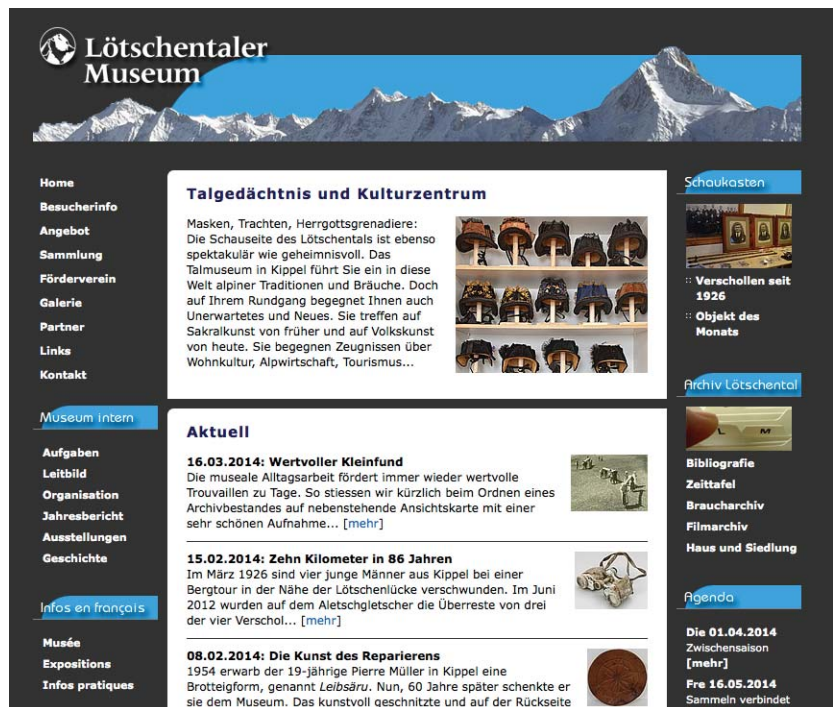 Lötschentaler
Museum
Home
Besucherinfo
Angebot
Sammlung
Förderverein
Galerie
Partner
Links
Kontakt
Museum intern
Aufgaben
Leitbild
Organisation
Jahresbericht
Ausstellungen
Geschichte
Infos en français
Musée
Expositions
Infos pratiques
Talgedächtnis und Kulturzentrum
Masken, Trachten, Herrgottsgrenadiere:
Die Schauseite des Lötschentals ist ebenso
spektakulär wie geheimnisvoll. Das
Talmuseum in Kippel führt Sie ein in diese
Welt alpiner Traditionen und Bräuche. Doch
auf Ihrem Rundgang begegnet Ihnen auch
Unerwartetes und Neues. Sie treffen auf
Sakralkunst von früher und auf Volkskunst
von heute. Sie begegnen Zeugnissen über
Wohnkultur, Alpwirtschaft, Tourismus...
Aktuell
16.03.2014: Wertvoller Kleinfund
Die museale Alltagsarbeit fördert immer wieder wertvolle
Trouvaillen zu Tage. So stiessen wir kürzlich beim Ordnen eines
Archivbestandes auf nebenstehende Ansichtskarte mit einer
sehr schönen Aufnahme... [mehr]
15.02.2014: Zehn Kilometer in 86 Jahren
Im März 1926 sind vier junge Männer aus Kippel bei einer
Bergtour in der Nähe der Lötschenlücke verschwunden. Im Juni
2012 wurden auf dem Aletschgletscher die Überreste von drei
der vier Verschol... [mehr]
08.02.2014: Die Kunst des Reparierens
1954 erwarb der 19-jährige Pierre Müller in Kippel eine
Brotteigform, genannt Leibsäru. Nun, 60 Jahre später schenkte er
sie dem Museum. Das kunstvoll geschnitzte und auf der Rückseite
Schaukasten
:: Verschollen seit
1926
:: Objekt des
Monats
Archiv Lötschental
L M
Bibliografie
Zeittafel
Braucharchiv
Filmarchiv
Haus und Siedlung
Agenda
Die 01.04.2014
Zwischensaison
[mehr]
Fre 16.05.2014
Sammeln verbindet